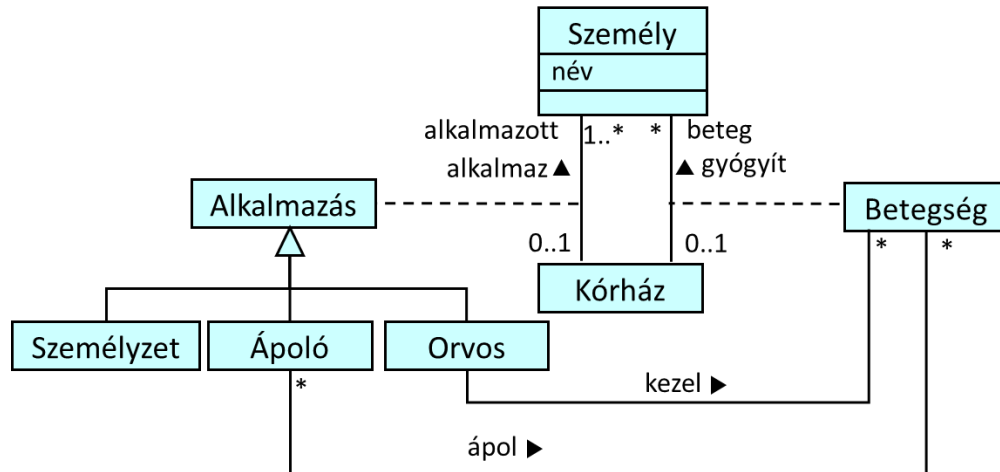 Személy
név
alkalmazott 1..* * beteg
alkalmaz ▲ ▲ gyógyít
Alkalmazás
Betegség
0..1 0..1 * *
Kórház
Személyzet Ápoló Orvos
*
kezel ▶
ápol ▶